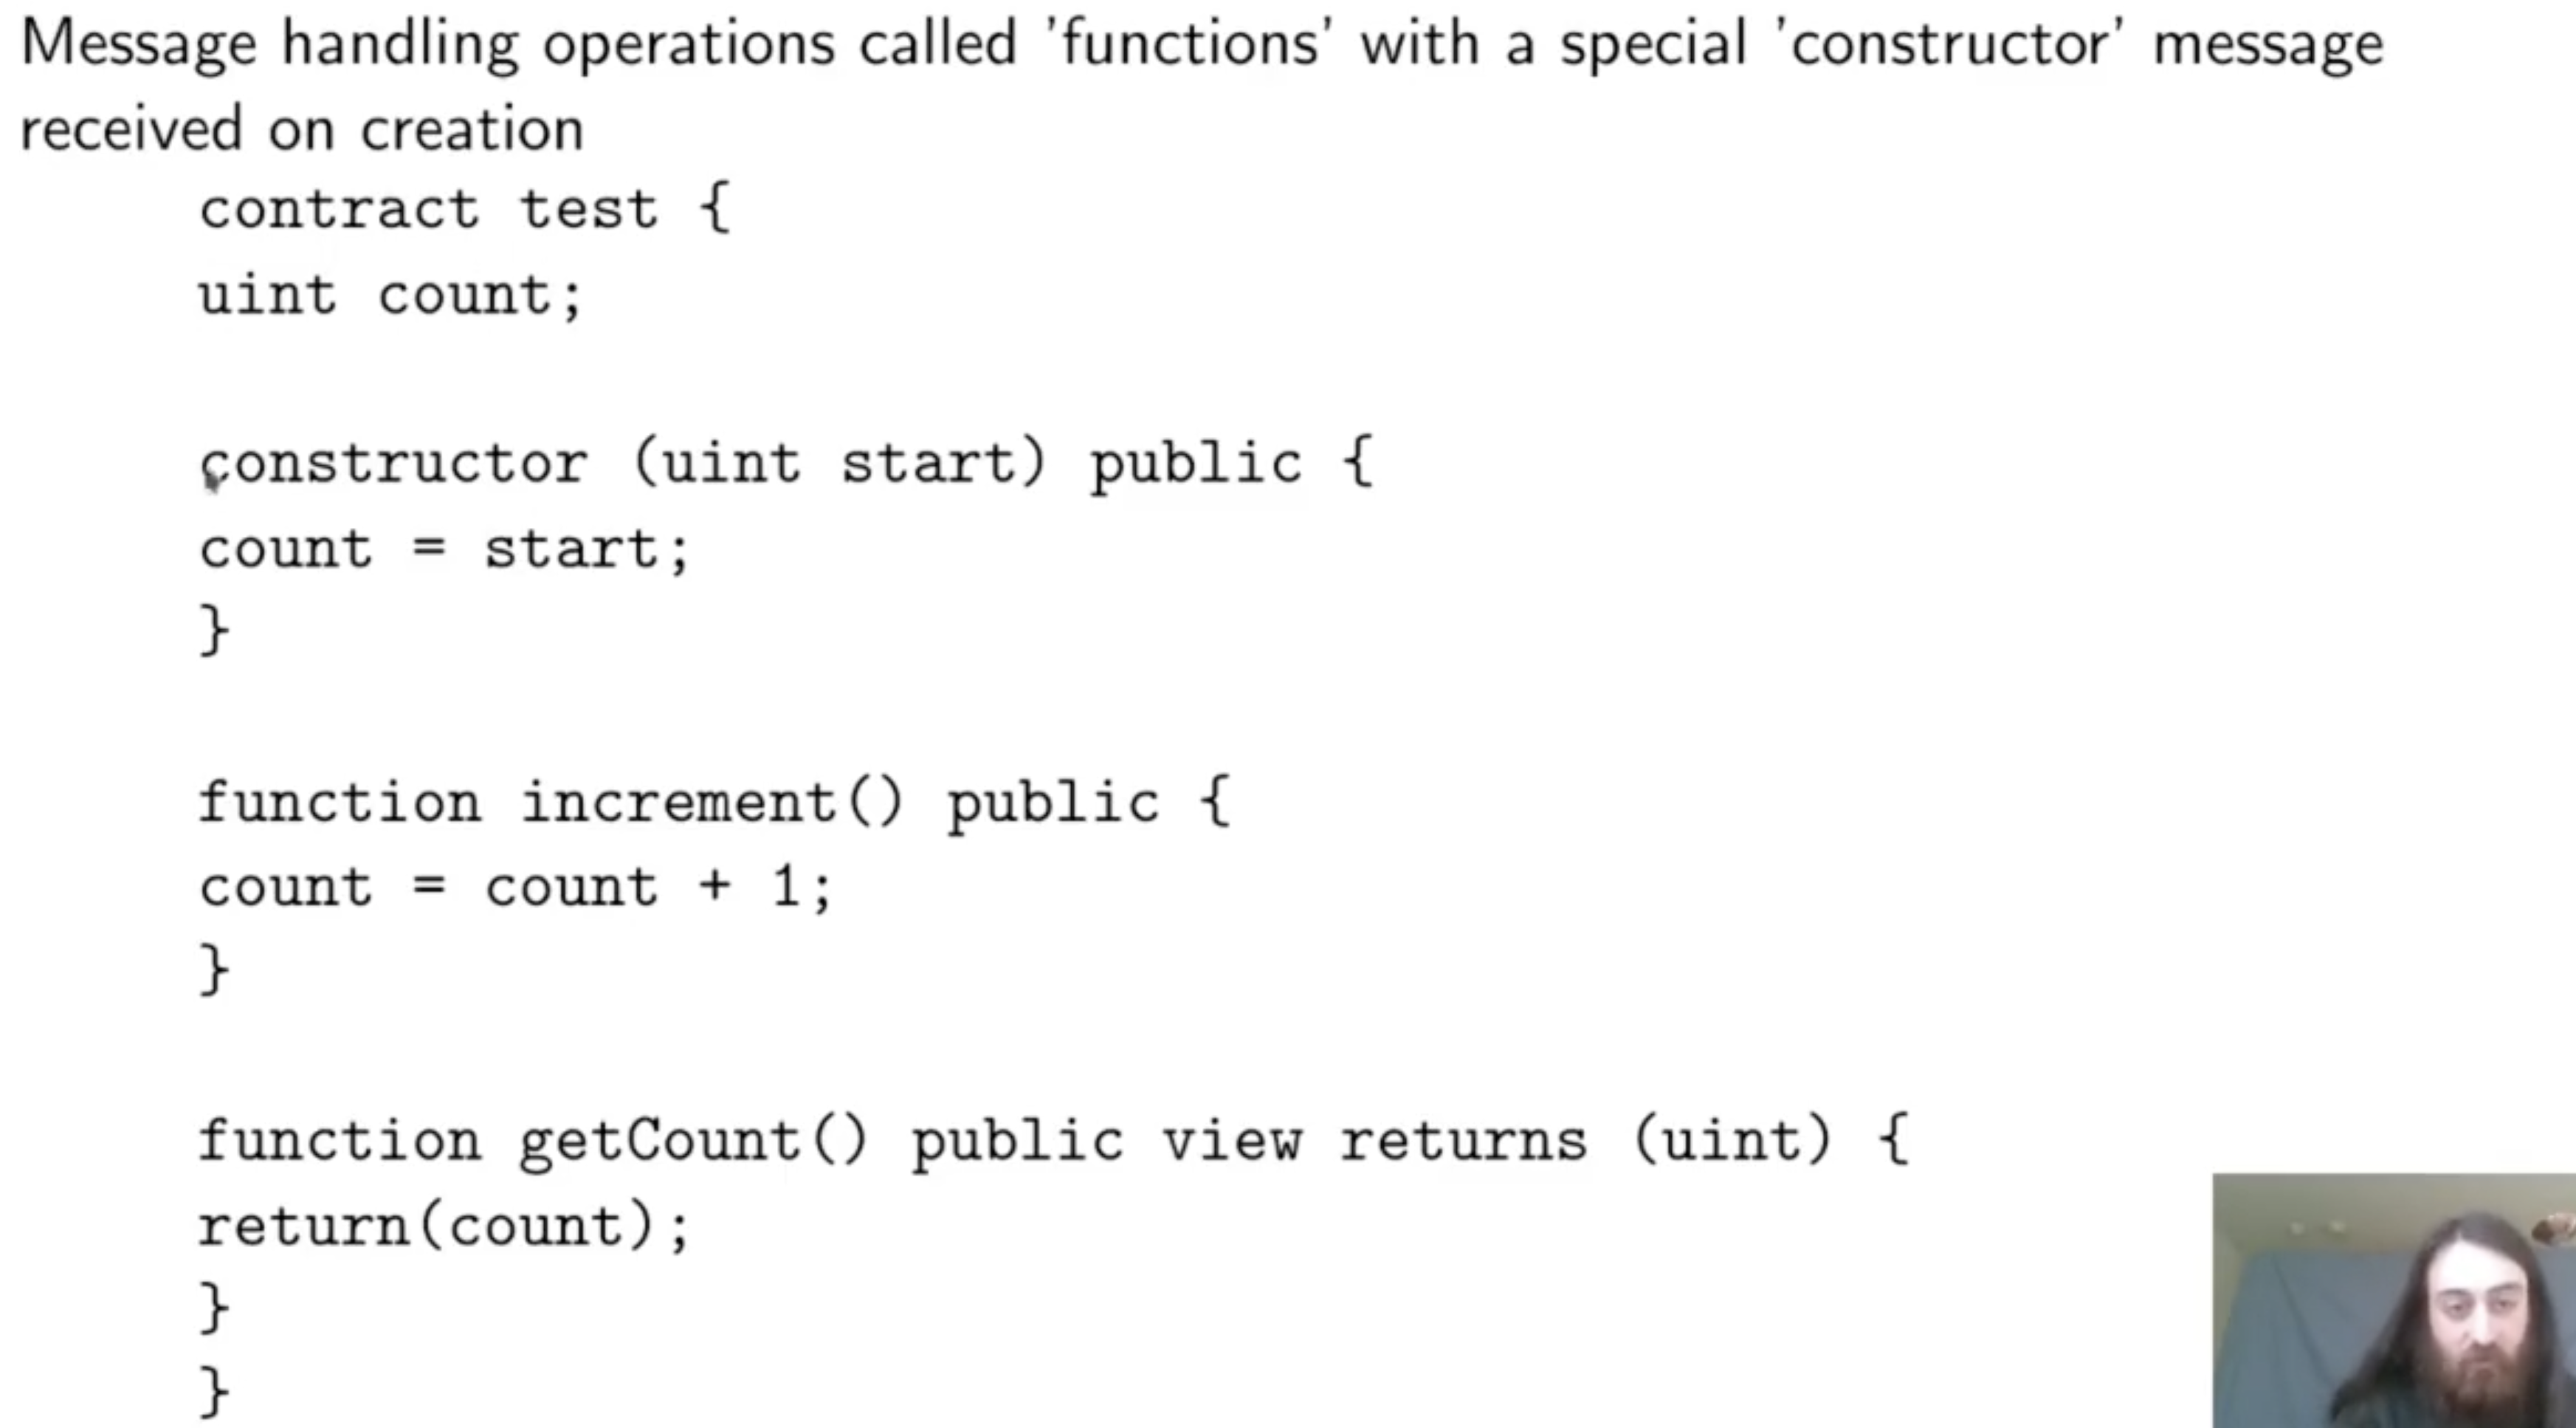 Message handling operations called 'functions' with a special 'constructor' message
received on creation
contract test {
uint count;
constructor (uint start) public {
count = start;
}
function increment() public {
count = count + 1;
}
function getCount() public view returns (uint) {
return(count);
}
}